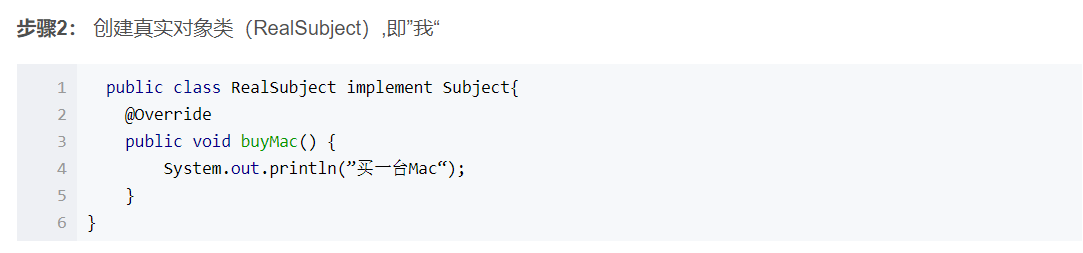 步骤2： 创建真实对象类（RealSubject）,即”我“
1 public class RealSubject implement Subject{
2 @Override
3 public void buyMac() {
4 System.out.println(”买一台Mac“);
5 }
6 }